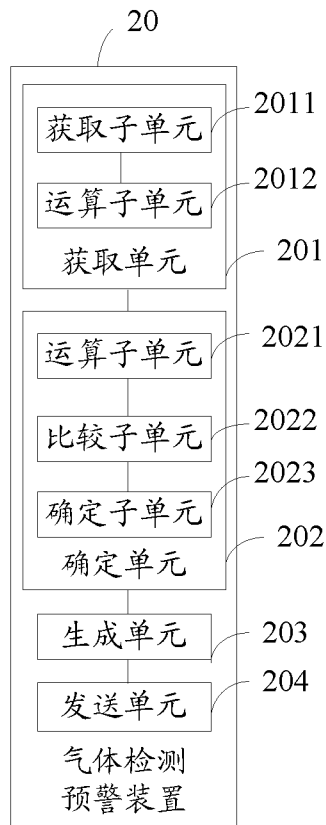 20
获取子单元
2011
运算子单元
2012
获取单元
201
运算子单元
2021
比较子单元
2022
确定子单元
2023
确定单元
202
生成单元
203
发送单元
204
气体检测
预警装置